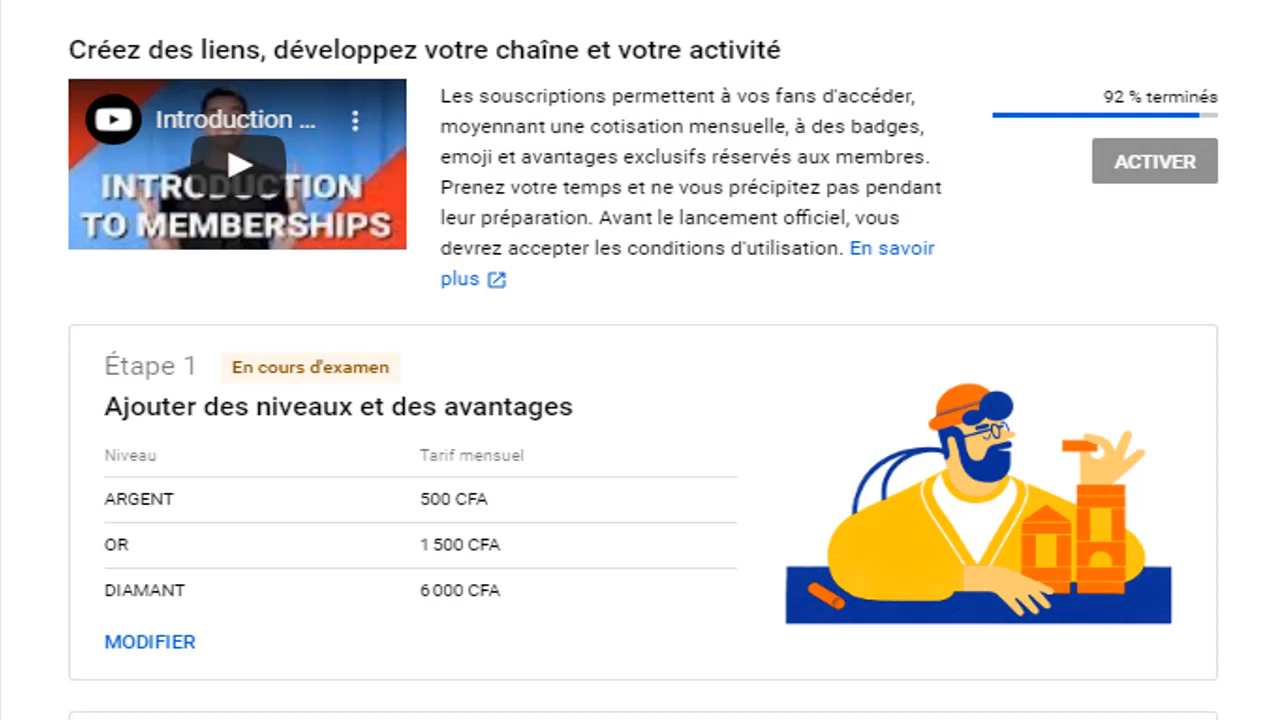 Créez des liens, développez votre chaîne et votre activité
Introduction ...
INTRODUCTION
TO MEMBERSHIPS
Les souscriptions permettent à vos fans d'accéder,
moyennant une cotisation mensuelle, à des badges,
emoji et avantages exclusifs réservés aux membres.
Prenez votre temps et ne vous précipitez pas pendant
leur préparation. Avant le lancement officiel, vous
devrez accepter les conditions d'utilisation. En savoir
plus
92 % terminés
ACTIVER
Étape 1 En cours d'examen
Ajouter des niveaux et des avantages
Niveau Tarif mensuel
ARGENT 500 CFA
OR 1 500 CFA
DIAMANT 6 000 CFA
MODIFIER